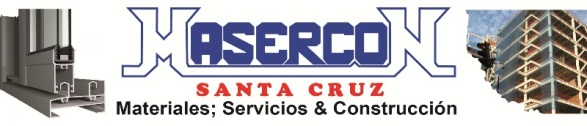 MASERCON
SANTA CRUZ
Materiales; Servicios & Construcción